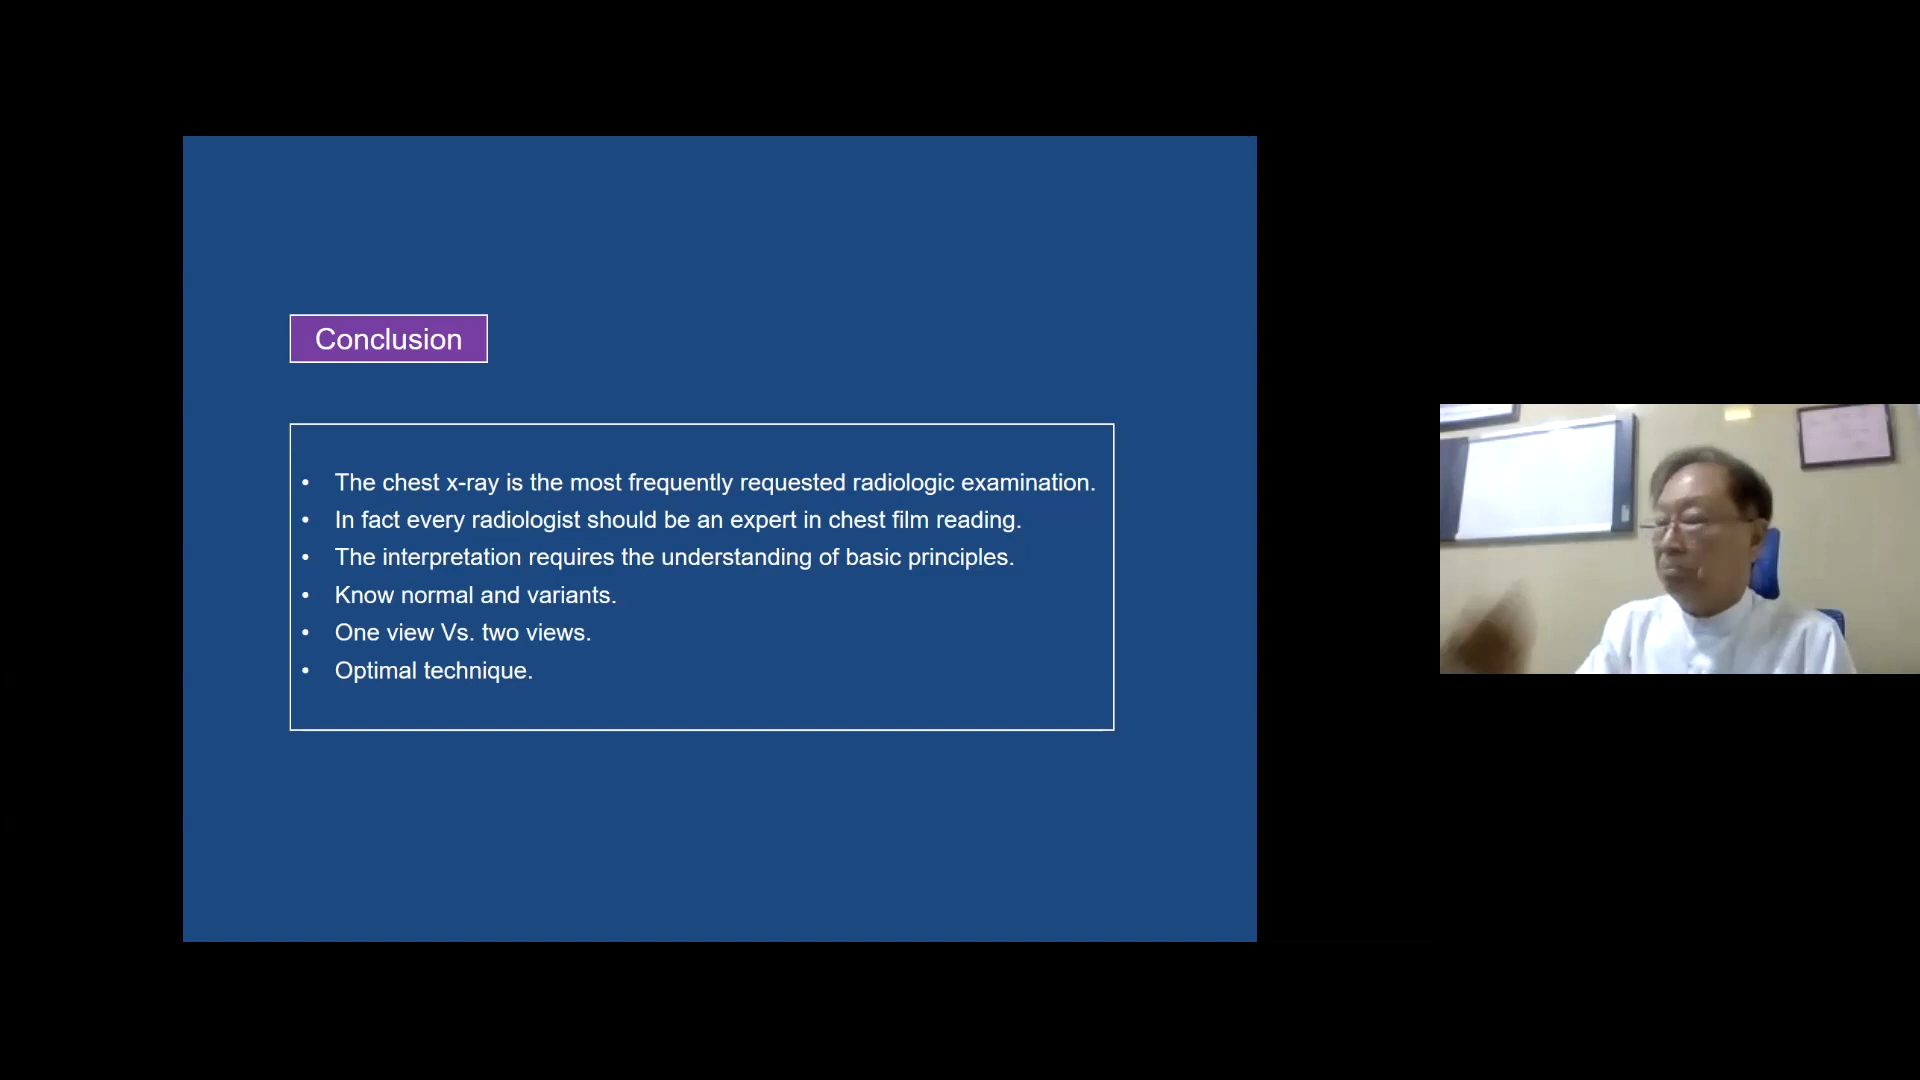 Conclusion
• The chest x-ray is the most frequently requested radiologic examination.
• In fact every radiologist should be an expert in chest film reading.
• The interpretation requires the understanding of basic principles.
• Know normal and variants.
• One view Vs. two views.
• Optimal technique.